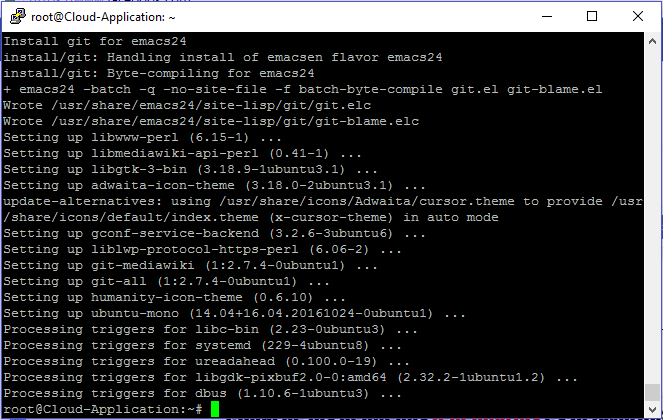 root@Cloud-Application: ~
Install git for emacs24
install/git: Handling install of emacsen flavor emacs24
install/git: Byte-compiling for emacs24
+ emacs24 -batch -q -no-site-file -f batch-byte-compile git.el git-blame.el
Wrote /usr/share/emacs24/site-lisp/git/git.elc
Wrote /usr/share/emacs24/site-lisp/git/git-blame.elc
Setting up libwww-perl (6.15-1) ...
Setting up libmediawiki-api-perl (0.41-1) ...
Setting up libgtk-3-bin (3.18.9-1ubuntu3.1) ...
Setting up adwaita-icon-theme (3.18.0-2ubuntu3.1) ...
update-alternatives: using /usr/share/icons/Adwaita/cursor.theme to provide /usr
/share/icons/default/index.theme (x-cursor-theme) in auto mode
Setting up gconf-service-backend (3.2.6-3ubuntu6) ...
Setting up liblwp-protocol-https-perl (6.06-2) ...
Setting up git-mediawiki (1:2.7.4-0ubuntu1) ...
Setting up git-all (1:2.7.4-0ubuntu1) ...
Setting up humanity-icon-theme (0.6.10) ...
Setting up ubuntu-mono (14.04+16.04.20161024-0ubuntu1) ...
Processing triggers for libc-bin (2.23-0ubuntu3) ...
Processing triggers for systemd (229-4ubuntu8) ...
Processing triggers for ureadahead (0.100.0-19) ...
Processing triggers for libgdk-pixbuf2.0-0:amd64 (2.32.2-1ubuntu1.2) ...
Processing triggers for dbus (1.10.6-1ubuntu3) ...
root@Cloud-Application:~#